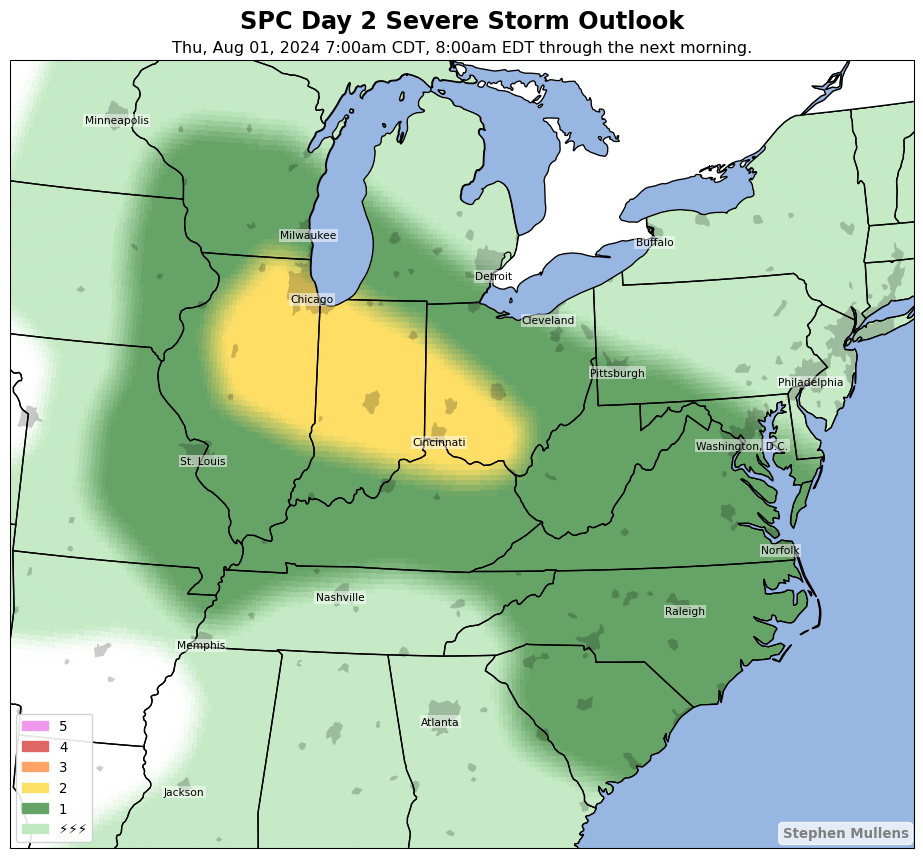 SPC Day 2 Severe Storm Outlook
Thu, Aug 01, 2024 7:00am CDT, 8:00am EDT through the next morning.
Minneapolis
Milwaukee
Buffalo
Detroit
Chicago
Cleveland
Pittsburgh
Philadelphia
Cincinnati
Washington, D.C.
St. Louis
Norfolk
Nashville
Raleigh
Memphis
Atlanta
Jackson
5
4
3
2
1
⚡⚡⚡
Stephen Mullens